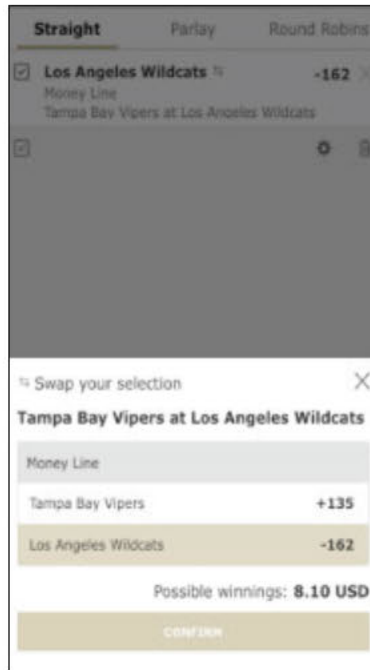 Straight Parlay Round Robins
Los Angeles Wildcats -162
Money Line
Tampa Bay Vipers at Los Angeles Wildcats
Swap your selection
Tampa Bay Vipers at Los Angeles Wildcats
Money Line
Tampa Bay Vipers +135
Los Angeles Wildcats -162
Possible winnings: 8.10 USD
CONFIRM